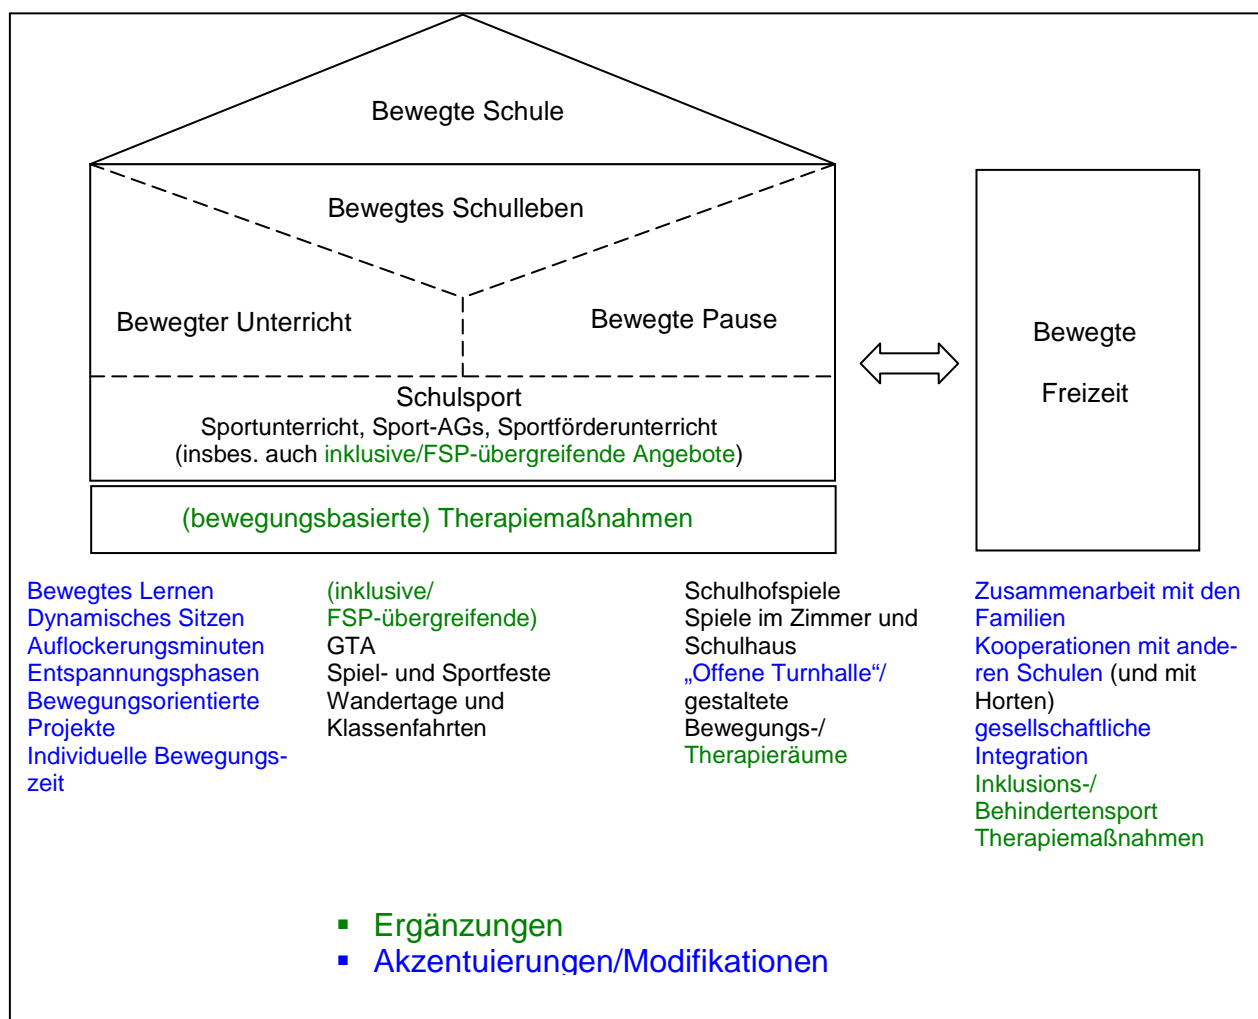 Bewegte Schule
Bewegtes Schulleben
Bewegter Unterricht
Bewegte Pause
Schulsport
Sportunterricht, Sport-AGs, Sportförderunterricht
(insbes. auch inklusive/FSP-übergreifende Angebote)
(bewegungsbasierte) Therapiemaßnahmen
Bewegte
Freizeit
Bewegtes Lernen
Dynamisches Sitzen
Auflockerungsminuten
Entspannungsphasen
Bewegungsorientierte
Projekte
Individuelle Bewegungs-
zeit
(inklusive/
FSP-übergreifende)
GTA
Spiel- und Sportfeste
Wandertage und
Klassenfahrten
Schulhofspiele
Spiele im Zimmer und
Schulhaus
„Offene Turnhalle“/
gestaltete
Bewegungs-/
Therapieräume
Zusammenarbeit mit den
Familien
Kooperationen mit ande-
ren Schulen (und mit
Horten)
gesellschaftliche
Integration
Inklusions-/
Behindertensport
Therapiemaßnahmen
▪ Ergänzungen
▪ Akzentuierungen/Modifikationen